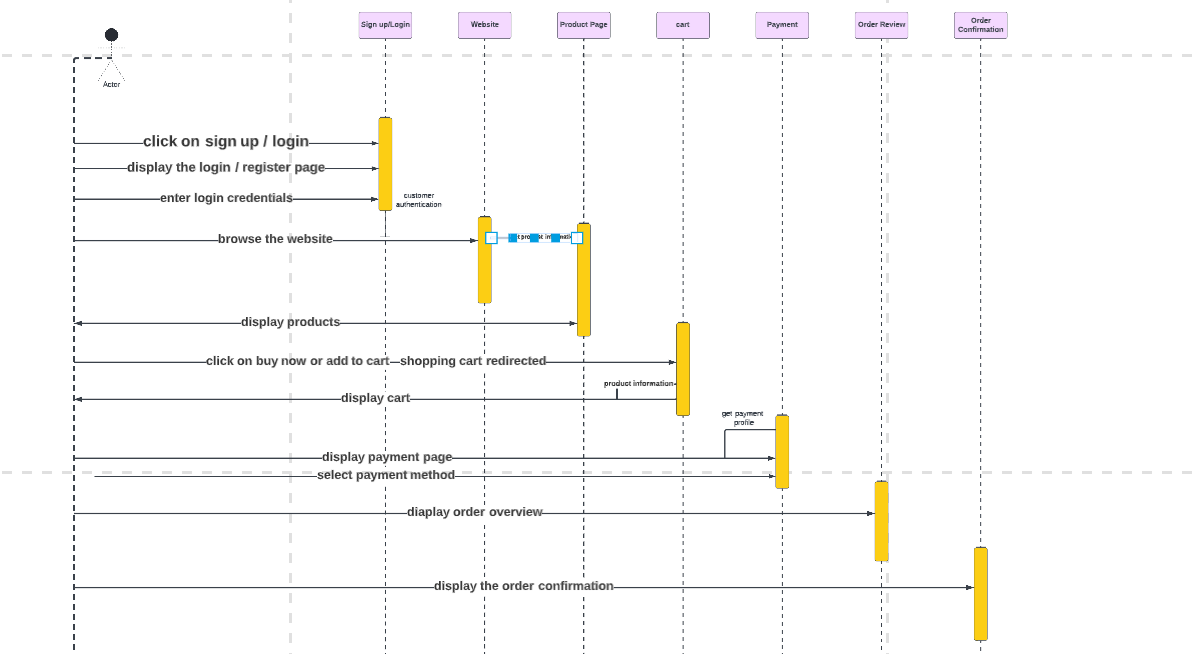 Sign up/Login
Website
Product Page
cart
Payment
Order Review
Order
Confirmation
Actor
click on sign up / login
display the login / register page
enter login credentials
customer
authentication
browse the website
display products
click on buy now or add to cart
shopping cart redirected
product information
display cart
get payment
profile
display payment page
select payment method
diaplay order overview
display the order confirmation